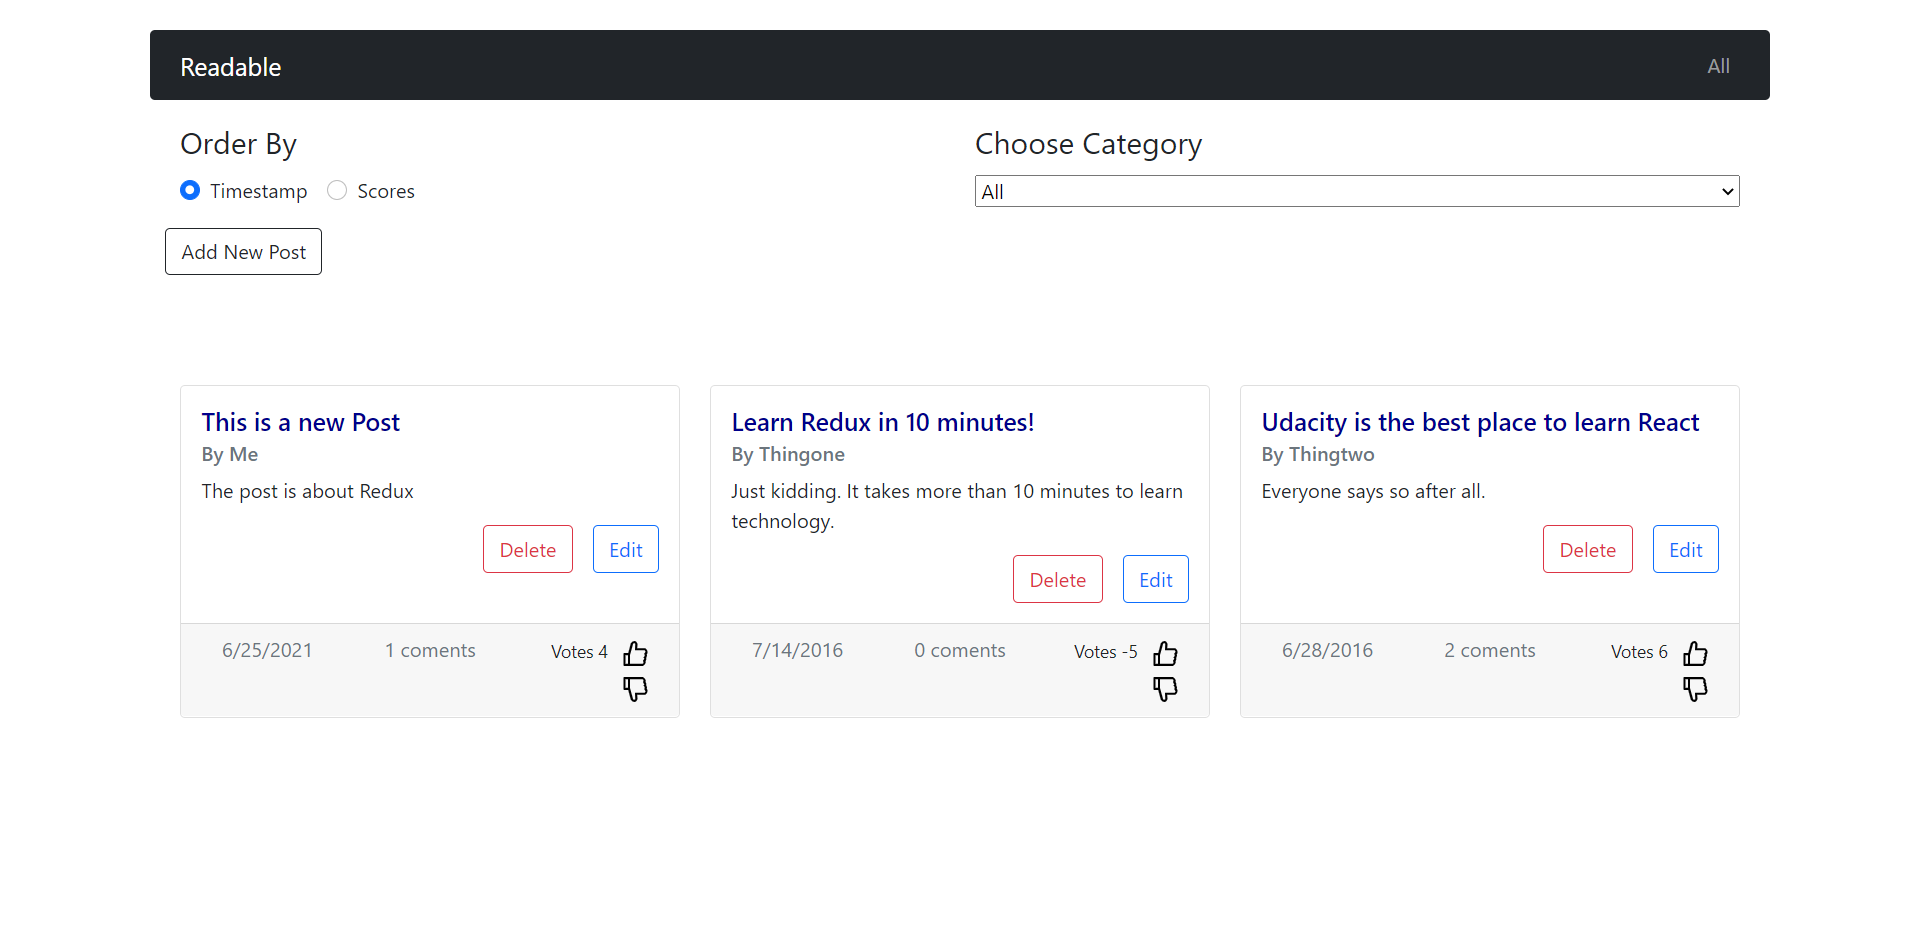 Readable All
Order By
Timestamp Scores
Choose Category
All
Add New Post
This is a new Post
By Me
The post is about Redux
Delete Edit
6/25/2021 1 coments Votes 4
Learn Redux in 10 minutes!
By Thingone
Just kidding. It takes more than 10 minutes to learn
technology.
Delete Edit
7/14/2016 0 coments Votes -5
Udacity is the best place to learn React
By Thingtwo
Everyone says so after all.
Delete Edit
6/28/2016 2 coments Votes 6